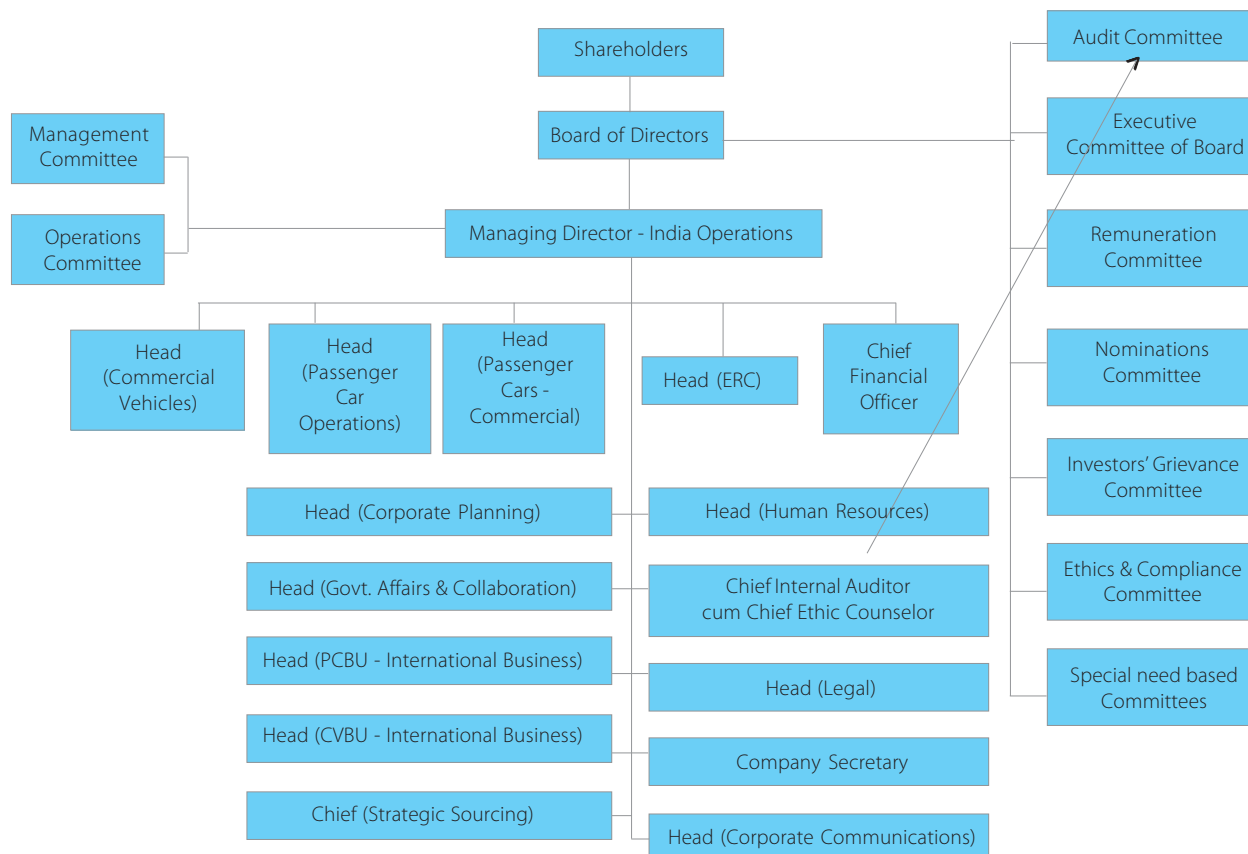 Shareholders
Audit Committee
Board of Directors
Management
Committee
Executive
Committee of Board
Managing Director - India Operations
Operations
Committee
Remuneration
Committee
Head
(Commercial
Vehicles)
Head
(Passenger
Car
Operations)
Head
(Passenger
Cars -
Commercial)
Head (ERC)
Chief
Financial
Officer
Nominations
Committee
Investors’ Grievance
Committee
Head (Corporate Planning)
Head (Human Resources)
Head (Govt. Affairs & Collaboration)
Chief Internal Auditor
cum Chief Ethic Counselor
Ethics & Compliance
Committee
Head (PCBU - International Business)
Head (Legal)
Special need based
Committees
Head (CVBU - International Business)
Company Secretary
Chief (Strategic Sourcing)
Head (Corporate Communications)